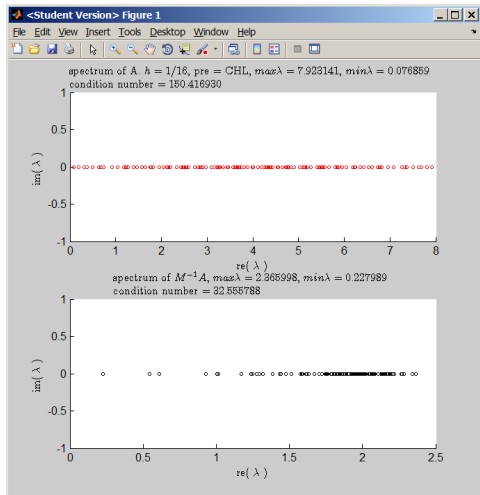 <Student Version> Figure 1
File Edit View Insert Tools Desktop Window Help
spectrum of A. h = 1/16, pre = CHL, maxλ = 7.923141, minλ = 0.076859
condition number = 150.416930
1
0.5
0
-0.5
-1
im( λ )
0 1 2 3 4 5 6 7 8
re( λ )
spectrum of M⁻¹A, maxλ = 2.365998, minλ = 0.227989
condition number = 32.555788
1
0.5
0
-0.5
-1
im( λ )
0 0.5 1 1.5 2 2.5
re( λ )